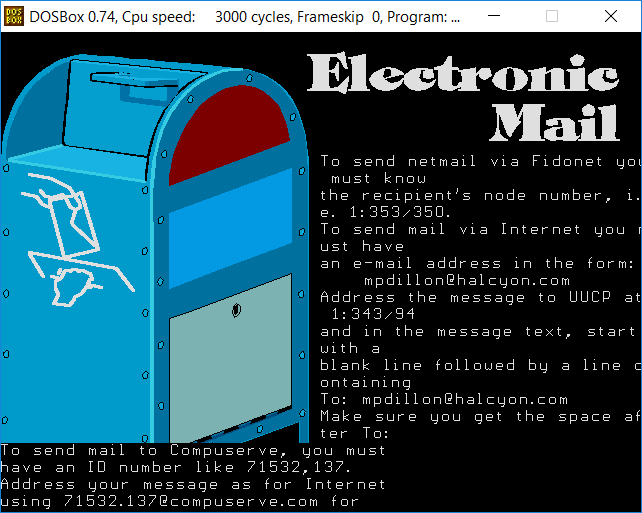 DOSBox 0.74, Cpu speed: 3000 cycles, Frameskip 0, Program: ...
Electronic
Mail
To send netmail via Fidonet you
must know
the recipient's node number, i.
e. 1:353/350.
To send mail via Internet you m
ust have
an e-mail address in the form:
mpdillon@halcyon.com
Address the message to UUCP at
1:343/94
and in the message text, start
with a
blank line followed by a line c
ontaining
To: mpdillon@halcyon.com
Make sure you get the space af
ter To:
To send mail to Compuserve, you must
have an ID number like 71532,137.
Address your message as for Internet
using 71532.137@compuserve.com for